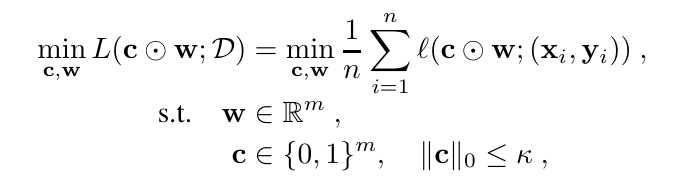 min_{c,w} L(c ⊙ w; 𝒟) = min_{c,w} 1/n ∑_{i=1}^{n} ℓ(c ⊙ w; (x_i, y_i)) ,
s.t. w ∈ ℝ^m ,
c ∈ {0, 1}^m, ‖c‖_0 ≤ κ ,